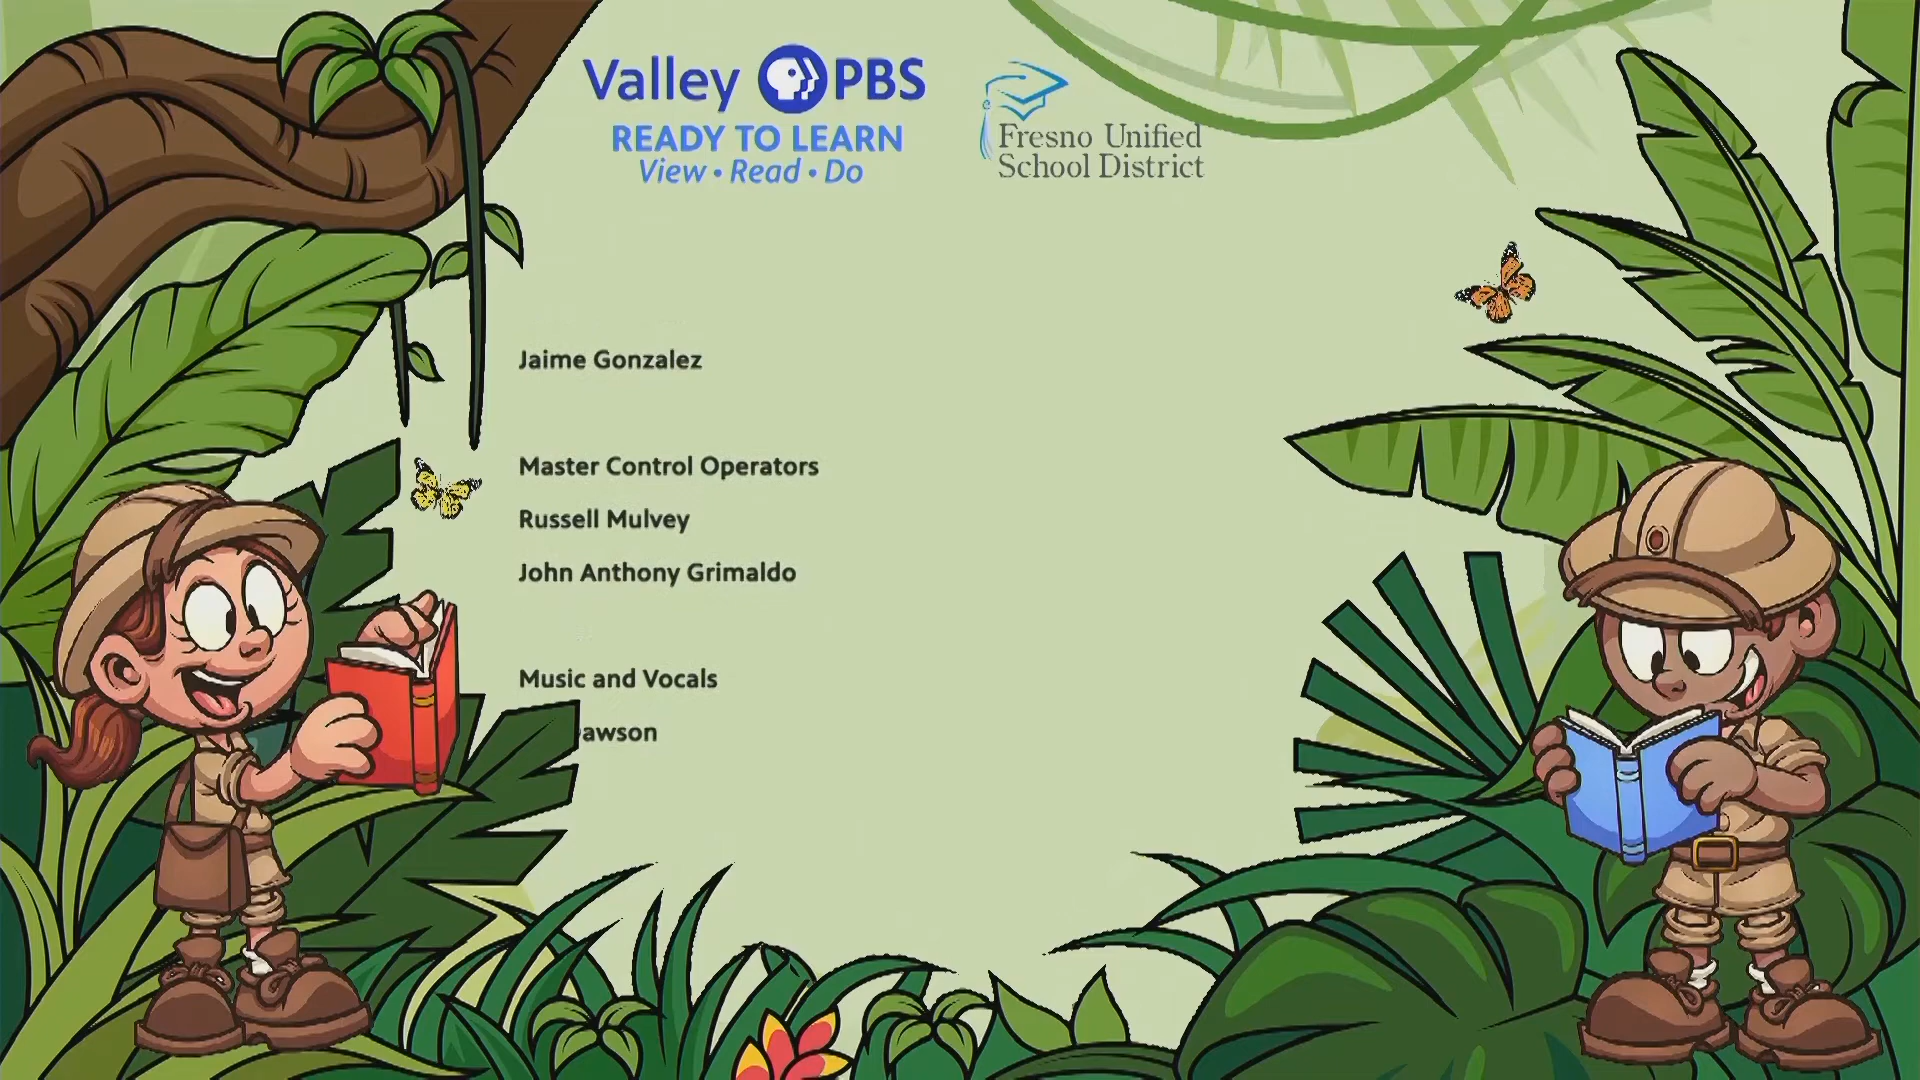 Valley PBS
READY TO LEARN
View • Read • Do
Fresno Unified
School District
Jaime Gonzalez
Master Control Operators
Russell Mulvey
John Anthony Grimaldo
Music and Vocals